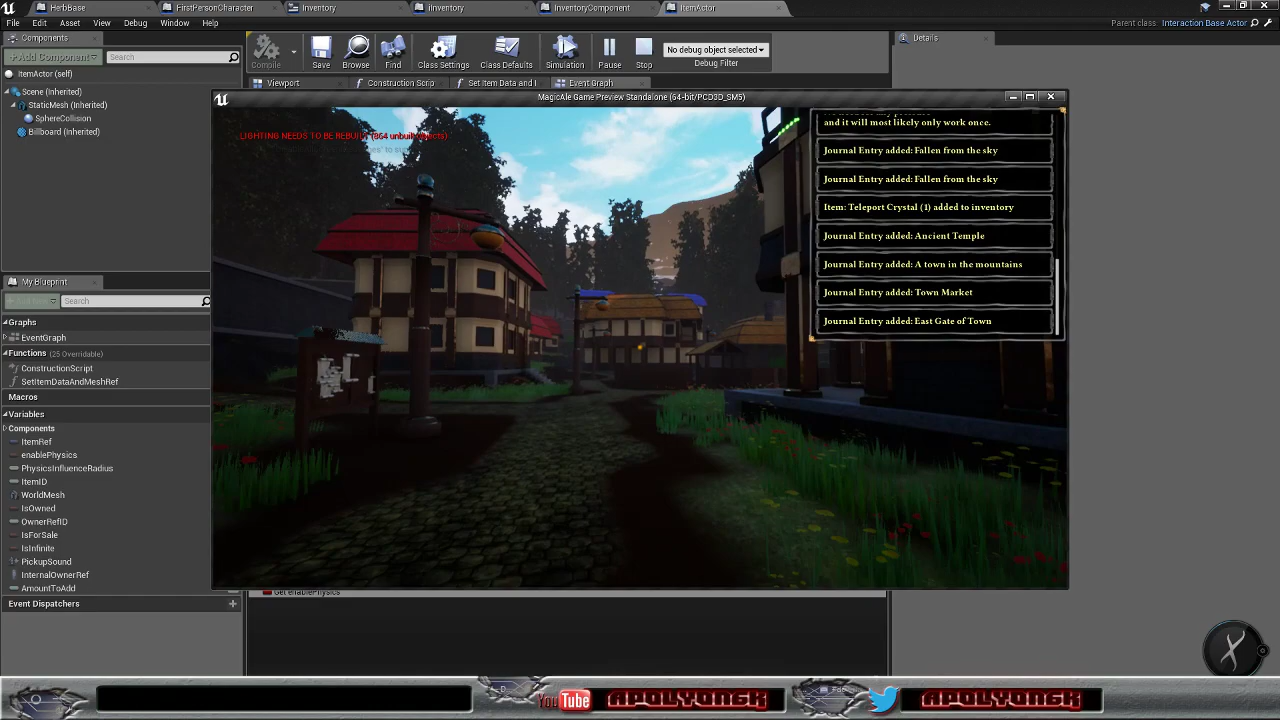 HerbBase
FirstPersonCharacter
Inventory
iInventory
InventoryComponent
ItemActor
File Edit Asset View Debug Window Help
Parent class: Interaction Base Actor
Components
+Add Component
Search
ItemActor (self)
Scene (Inherited)
StaticMesh (Inherited)
SphereCollision
Billboard (Inherited)
Compile
Save
Browse
Find
Class Settings
Class Defaults
Simulation
Pause
Stop
No debug object selected
Debug Filter
Details
Viewport
Construction Scrip
Set Item Data and I
Event Graph
MagicAle Game Preview Standalone (64-bit/PCD3D_SM5)
LIGHTING NEEDS TO BE REBUILT (864 unbuilt objects)
and it will most likely only work once.
Journal Entry added: Fallen from the sky
Journal Entry added: Fallen from the sky
Item: Teleport Crystal (1) added to inventory
Journal Entry added: Ancient Temple
Journal Entry added: A town in the mountains
Journal Entry added: Town Market
Journal Entry added: East Gate of Town
My Blueprint
Search
Graphs
EventGraph
Functions (25 Overridable)
ConstructionScript
SetItemDataAndMeshRef
Macros
Variables
Components
ItemRef
enablePhysics
PhysicsInfluenceRadius
ItemID
WorldMesh
IsOwned
OwnerRefID
IsForSale
IsInfinite
PickupSound
InternalOwnerRef
AmountToAdd
Event Dispatchers
Get enablePhysics
YouTube
APOLYONGK
APOLYONGK